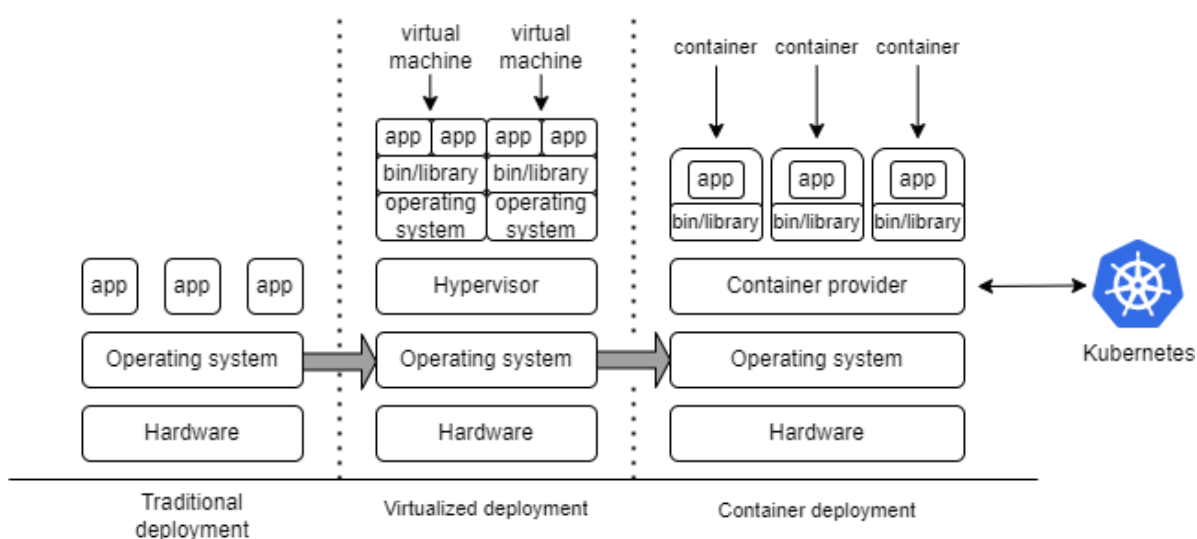 app
app
app
Operating system
Hardware
Traditional
deployment
virtual
machine
virtual
machine
app
app
app
app
bin/library
bin/library
operating
system
operating
system
Hypervisor
Operating system
Hardware
Virtualized deployment
container
container
container
app
app
app
bin/library
bin/library
bin/library
Container provider
Operating system
Hardware
Container deployment
Kubernetes